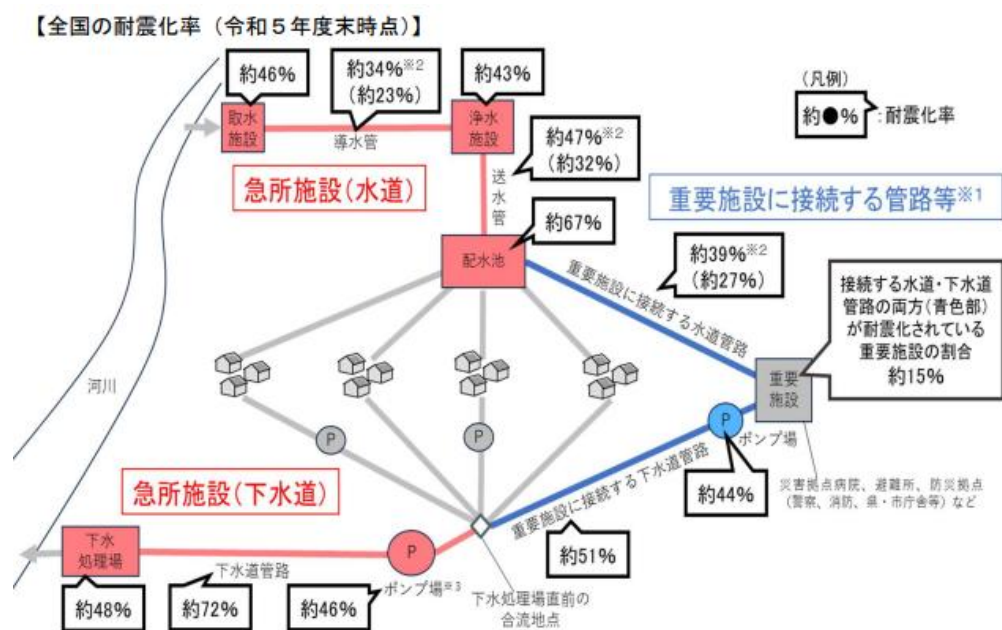 【全国の耐震化率（令和５年度末時点）】
約46%
約34%※2
（約23%）
約43%
（凡例）
約●%
：耐震化率
取水
施設
導水管
浄水
施設
約47%※2
（約32%）
送水管
急所施設（水道）
重要施設に接続する管路等※1
約67%
配水池
約39%※2
（約27%）
重要施設に接続する水道管路
接続する水道・下水道
管路の両方（青色部）
が耐震化されている
重要施設の割合
約15%
河川
重要
施設
P
P
P
ポンプ場
約44%
災害拠点病院、避難所、防災拠点
（警察、消防、県・市庁舎等）など
急所施設（下水道）
重要施設に接続する下水道管路
約51%
下水
処理場
下水道管路
P
ポンプ場※3
下水処理場直前の
合流地点
約48%
約72%
約46%